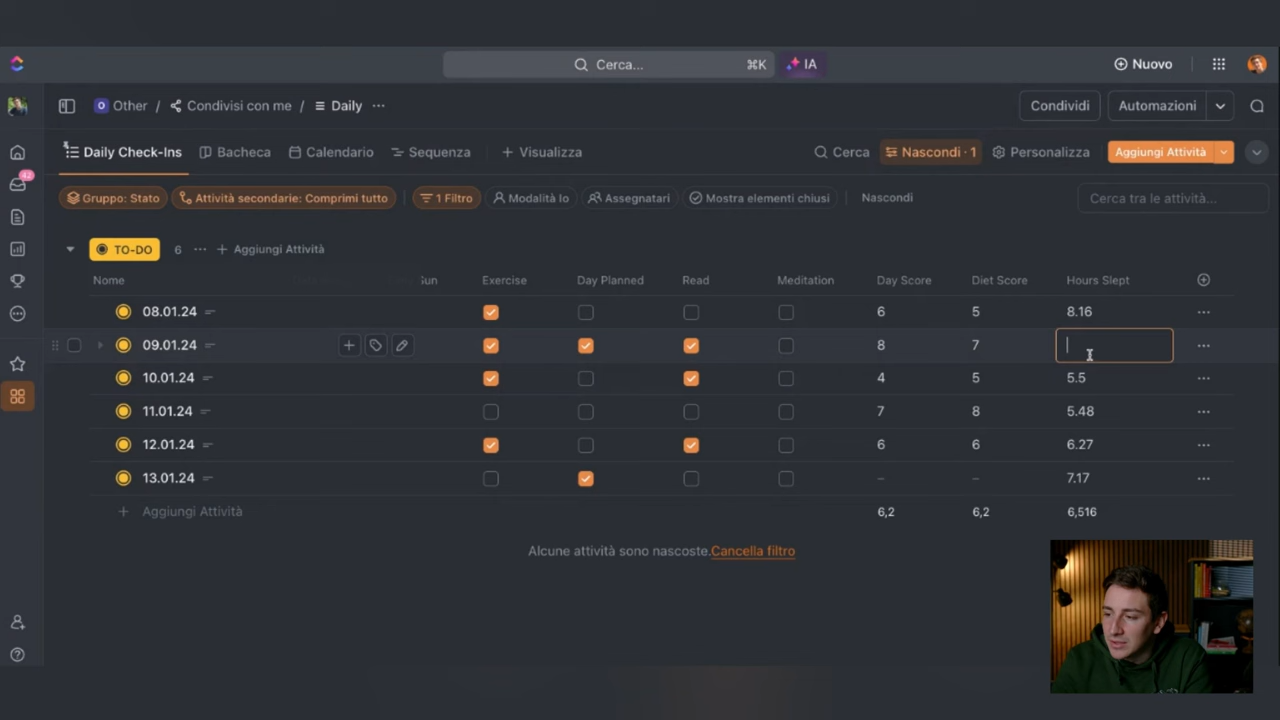 Cerca... ⌘K IA Nuovo
42
O Other / Condivisi con me / Daily ... Condividi Automazioni
Daily Check-Ins Bacheca Calendario Sequenza + Visualizza Cerca Nascondi · 1 Personalizza Aggiungi Attività
Gruppo: Stato Attività secondarie: Comprimi tutto 1 Filtro Modalità Io Assegnatari Mostra elementi chiusi Nascondi Cerca tra le attività...
TO-DO 6 ... + Aggiungi Attività
Nome Exercise Day Planned Read Meditation Day Score Diet Score Hours Slept
08.01.24 6 5 8.16 ...
09.01.24 8 7 ...
10.01.24 4 5 5.5 ...
11.01.24 7 8 5.48 ...
12.01.24 6 6 6.27 ...
13.01.24 – – 7.17 ...
+ Aggiungi Attività 6,2 6,2 6,516
Alcune attività sono nascoste.Cancella filtro